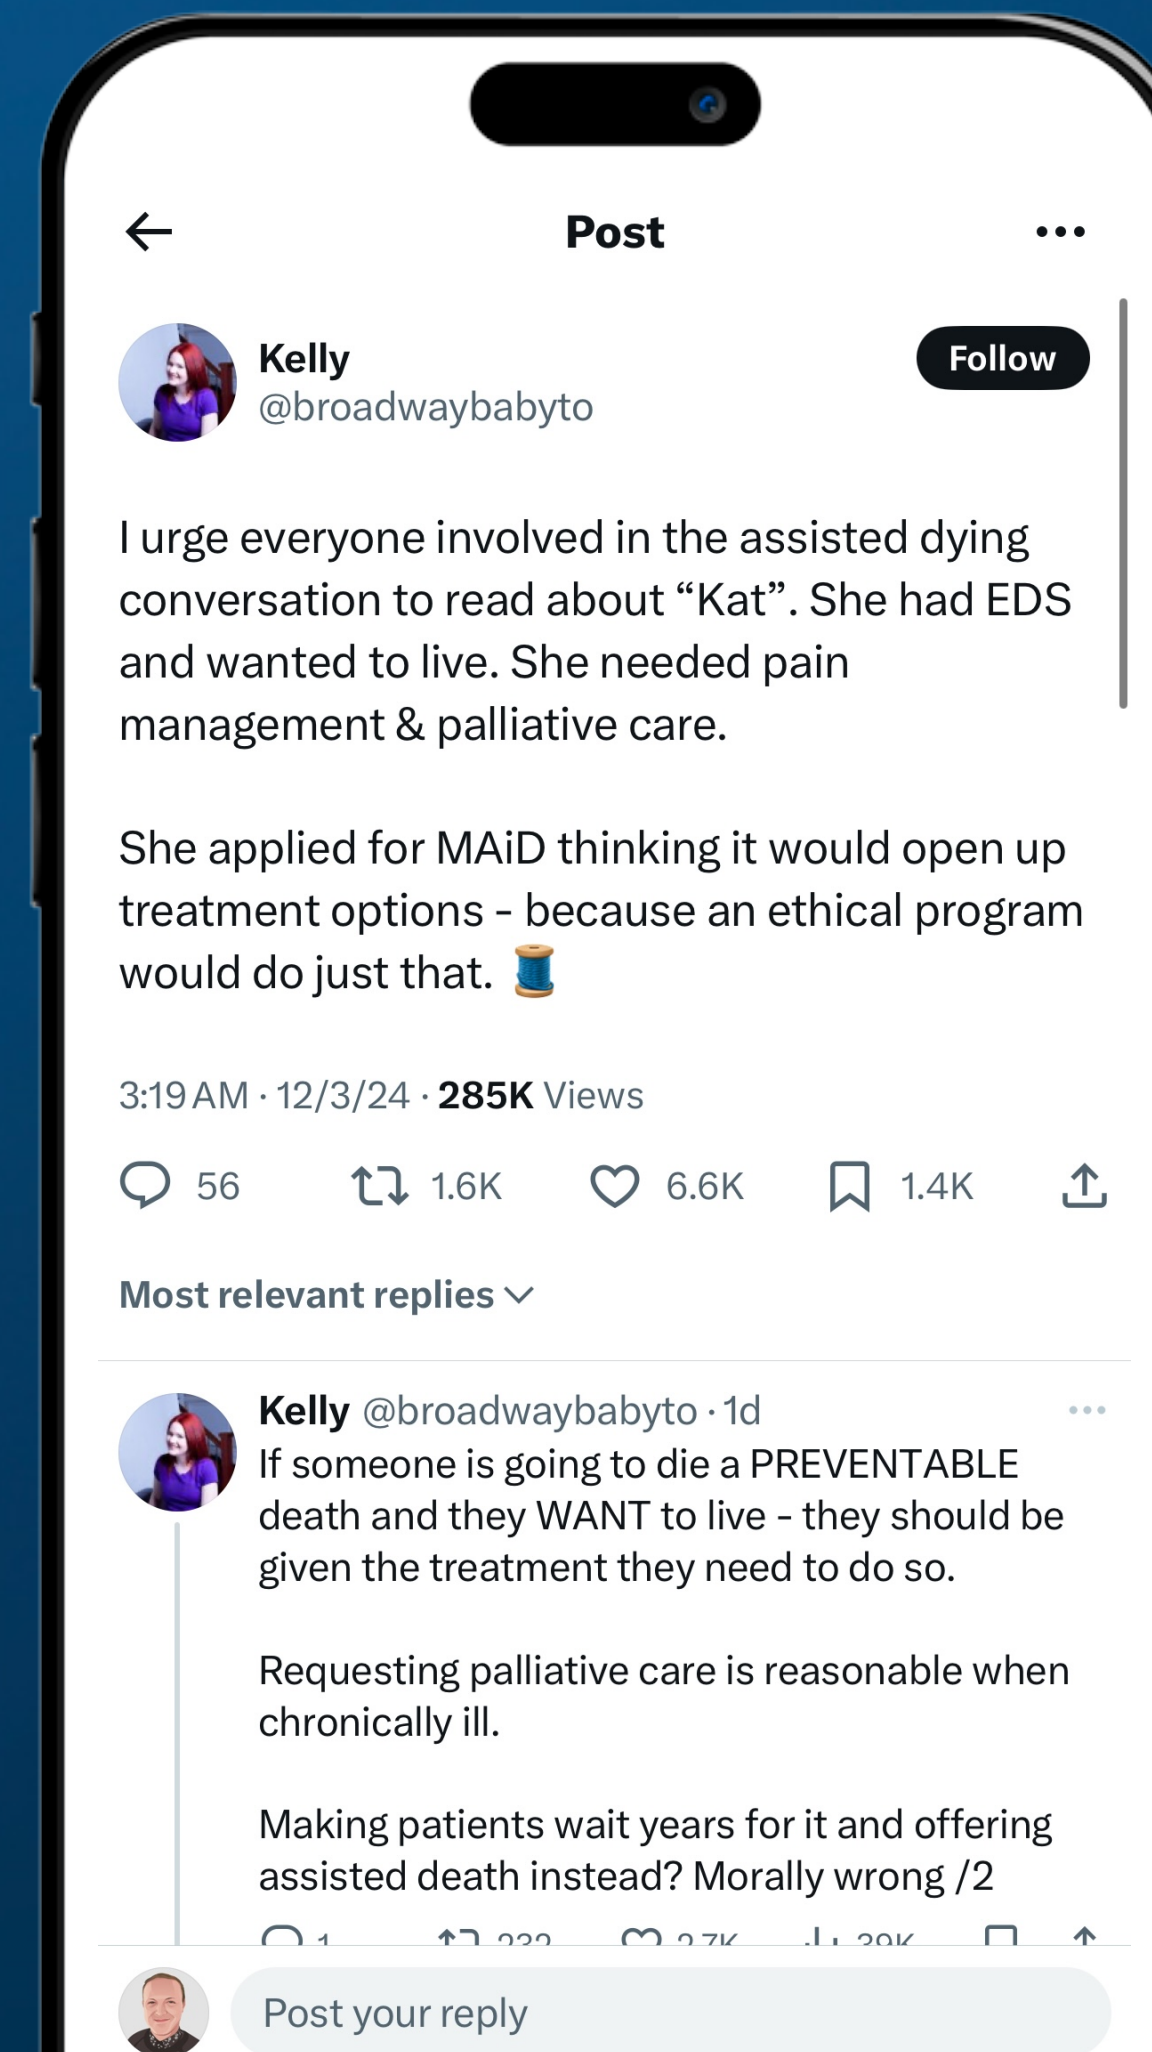 Post
Kelly
Follow
@broadwaybabyto
I urge everyone involved in the assisted dying
conversation to read about “Kat”. She had EDS
and wanted to live. She needed pain
management & palliative care.
She applied for MAiD thinking it would open up
treatment options - because an ethical program
would do just that. 🧵
3:19 AM · 12/3/24 · 285K Views
56 1.6K 6.6K 1.4K
Most relevant replies
Kelly @broadwaybabyto · 1d
If someone is going to die a PREVENTABLE
death and they WANT to live - they should be
given the treatment they need to do so.
Requesting palliative care is reasonable when
chronically ill.
Making patients wait years for it and offering
assisted death instead? Morally wrong /2
1 232 2.7K 39K
Post your reply